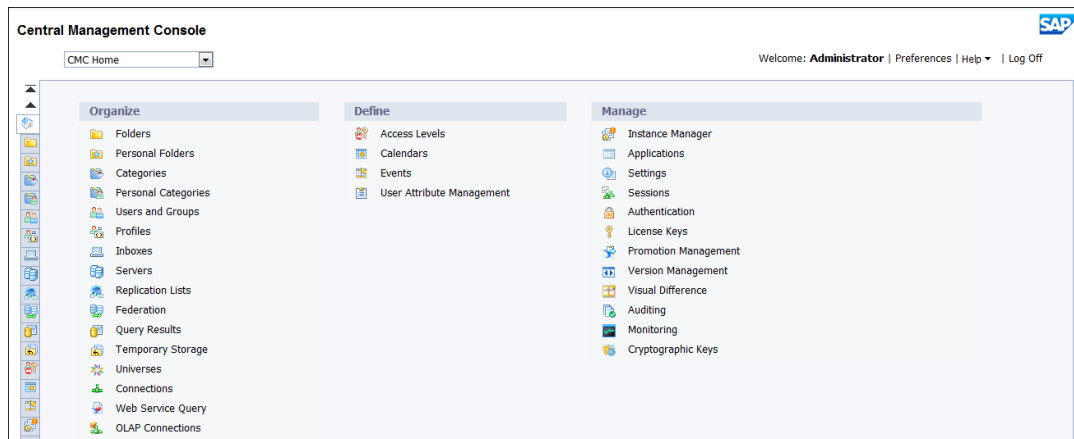 SAP
Central Management Console
CMC Home
Welcome: Administrator | Preferences | Help | Log Off
Organize
Folders
Personal Folders
Categories
Personal Categories
Users and Groups
Profiles
Inboxes
Servers
Replication Lists
Federation
Query Results
Temporary Storage
Universes
Connections
Web Service Query
OLAP Connections
Define
Access Levels
Calendars
Events
User Attribute Management
Manage
Instance Manager
Applications
Settings
Sessions
Authentication
License Keys
Promotion Management
Version Management
Visual Difference
Auditing
Monitoring
Cryptographic Keys